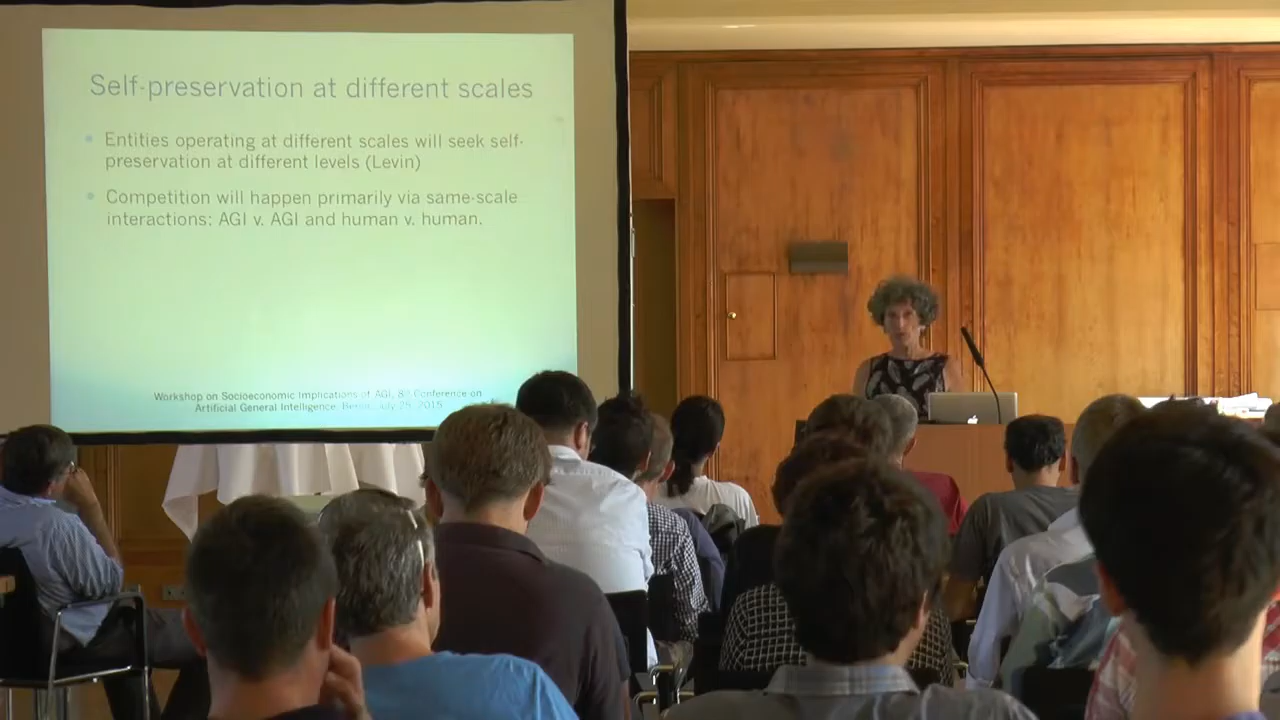 Self-preservation at different scales
Entities operating at different scales will seek self-
preservation at different levels (Levin)
Competition will happen primarily via same-scale
interactions: AGI v. AGI and human v. human.
Workshop on Socioeconomic Implications of AGI, 8th Conference on
Artificial General Intelligence, Berlin, July 25, 2015